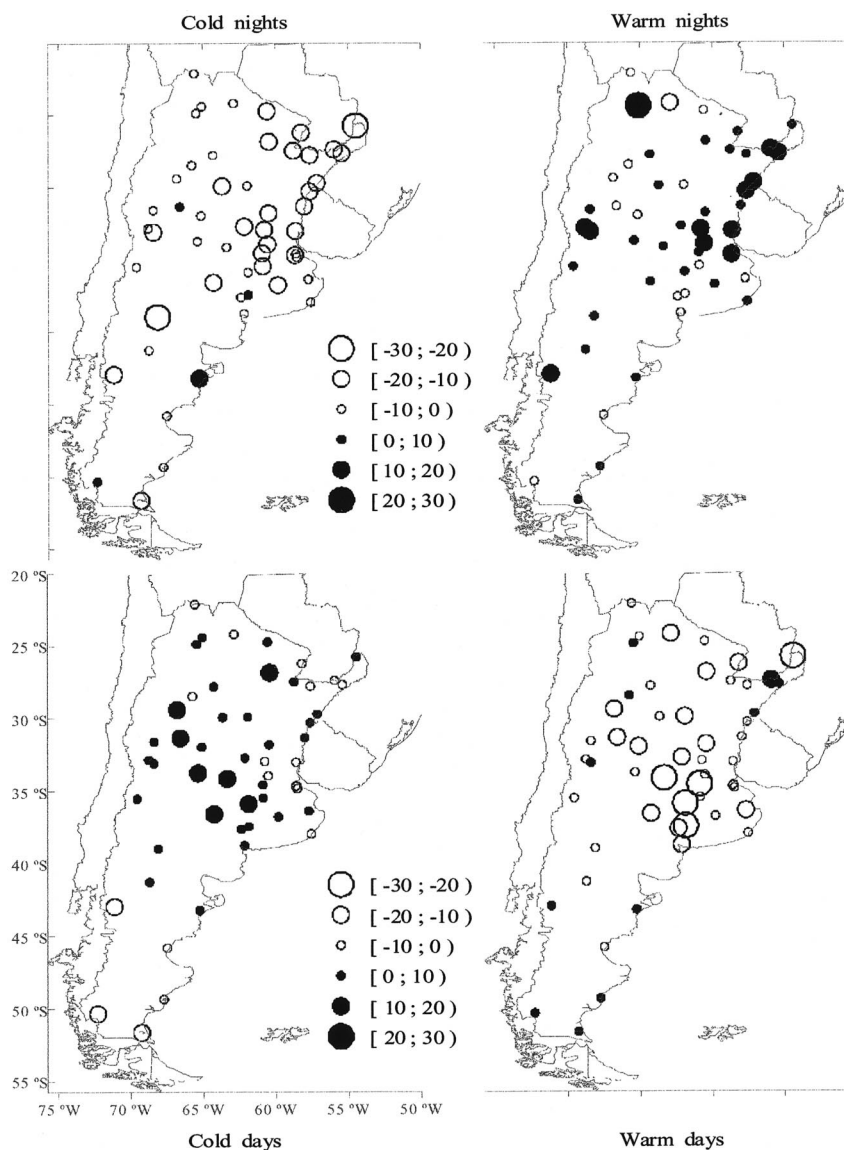 Cold nights
Warm nights
[ -30 ; -20 )
[ -20 ; -10 )
[ -10 ; 0 )
[ 0 ; 10 )
[ 10 ; 20 )
[ 20 ; 30 )
20 °S
25 °S
30 °S
35 °S
40 °S
45 °S
50 °S
55 °S
[ -30 ; -20 )
[ -20 ; -10 )
[ -10 ; 0 )
[ 0 ; 10 )
[ 10 ; 20 )
[ 20 ; 30 )
75 °W 70 °W 65 °W 60 °W 55 °W 50 °W
Cold days
Warm days